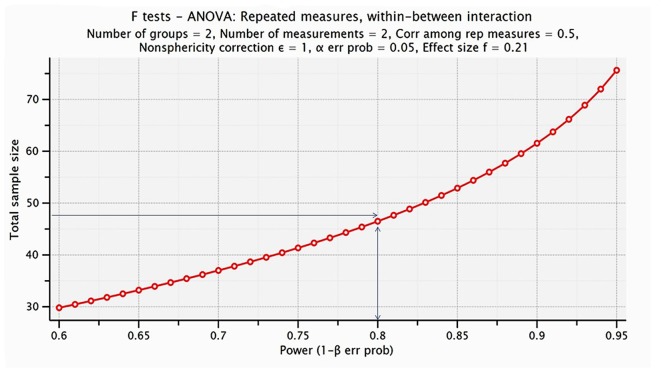 F tests – ANOVA: Repeated measures, within-between interaction
Number of groups = 2, Number of measurements = 2, Corr among rep measures = 0.5,
Nonsphericity correction ϵ = 1, α err prob = 0.05, Effect size f = 0.21
Total sample size
70
60
50
40
30
0.6 0.65 0.7 0.75 0.8 0.85 0.9 0.95
Power (1-β err prob)